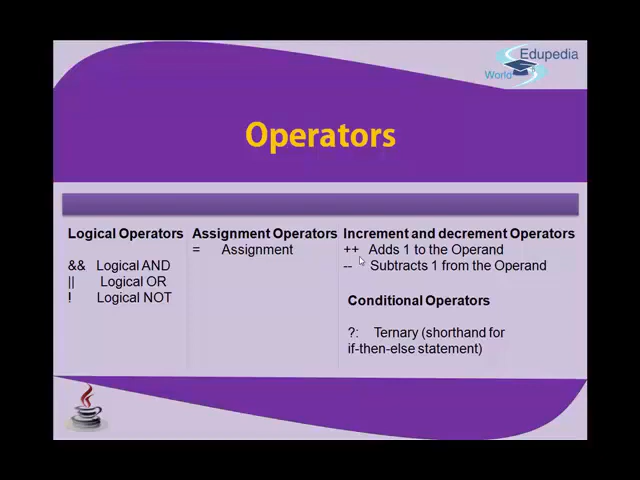 Edupedia
World
Operators
Logical Operators
&& Logical AND
|| Logical OR
! Logical NOT
Assignment Operators
= Assignment
Increment and decrement Operators
++ Adds 1 to the Operand
-- Subtracts 1 from the Operand
Conditional Operators
?: Ternary (shorthand for
if-then-else statement)